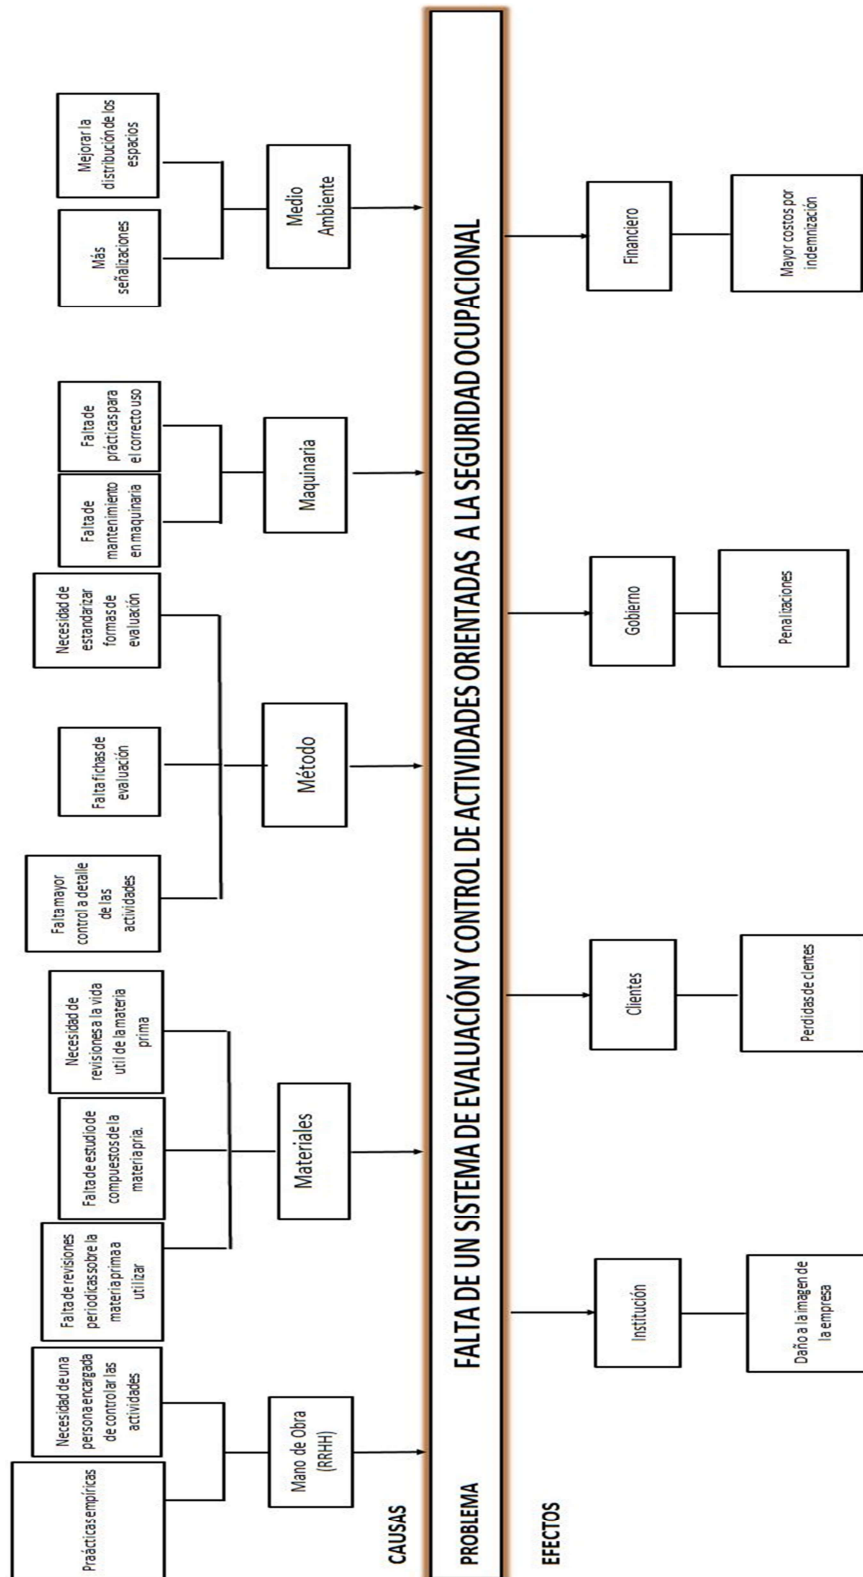 Praácticas empíricas
Necesidad de una
persona encargada
de controlar las
actividades
Falta de revisiones
periodicas sobre la
materia prima a
utilizar
Falta de estudio de
compuestos de la
materia pria.
Necesidad de
revisiones a la vida
util de la materia
prima
Falta mayor
control a detalle
de las
actividades
Falta fichas de
evaluación
Necesidad de
estandarizar
formas de
evaluación
Falta de
mantenimiento
en maquinaria
Falta de
prácticas para
el correcto uso
Más
señalizaciones
Mejorar la
distribución de los
espacios
Mano de Obra
(RRHH)
Materiales
Método
Maquinaria
Medio
Ambiente
CAUSAS
PROBLEMA
FALTA DE UN SISTEMA DE EVALUACIÓN Y CONTROL DE ACTIVIDADES ORIENTADAS A LA SEGURIDAD OCUPACIONAL
EFECTOS
Institución
Clientes
Gobierno
Financiero
Daño a la imagen de
la empresa
Perdidas de clentes
Penalizaciones
Mayor costos por
indemnización